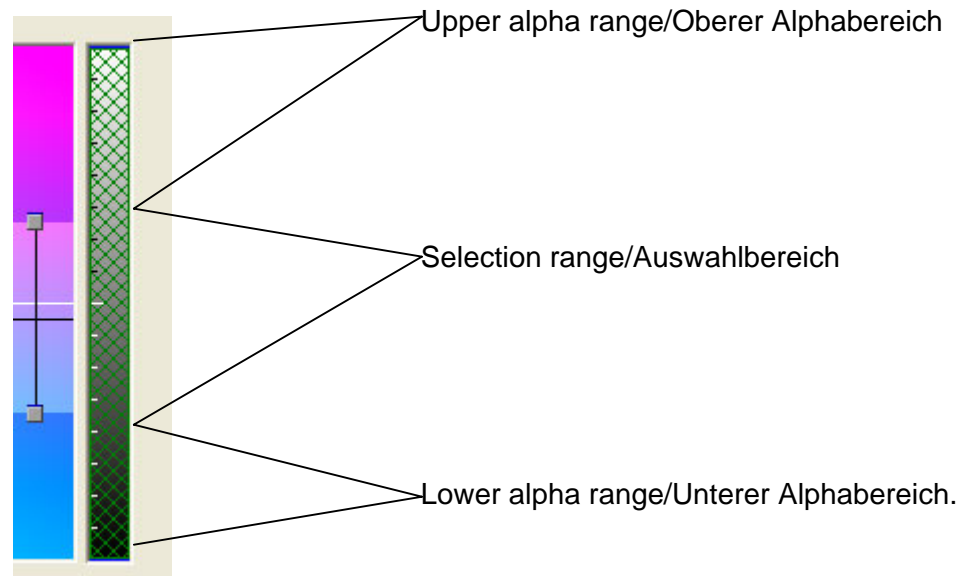 Upper alpha range/Oberer Alphabereich
Selection range/Auswahlbereich
Lower alpha range/Unterer Alphabereich.